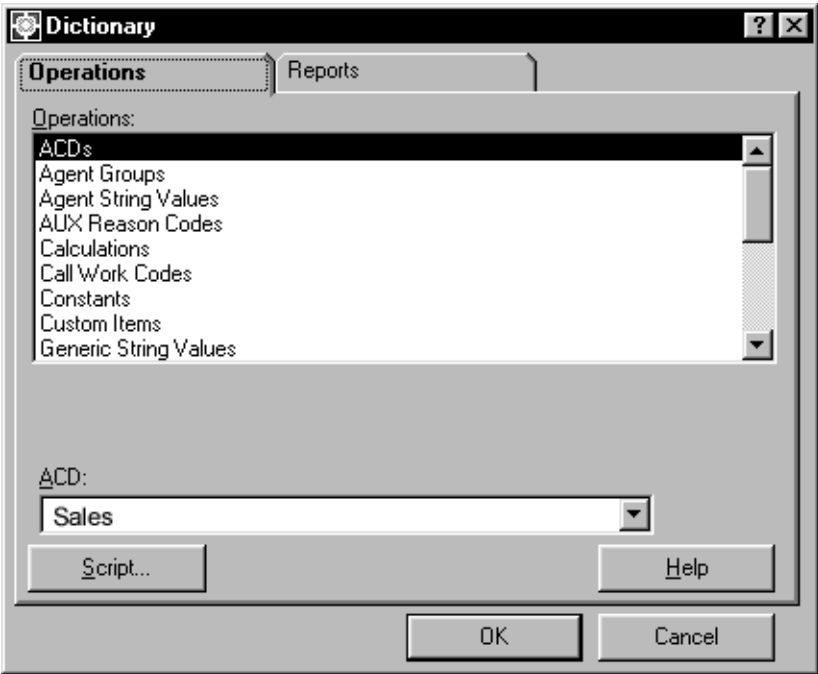 Dictionary
Operations Reports
Operations:
ACDs
Agent Groups
Agent String Values
AUX Reason Codes
Calculations
Call Work Codes
Constants
Custom Items
Generic String Values
ACD:
Sales
Script... Help
OK Cancel